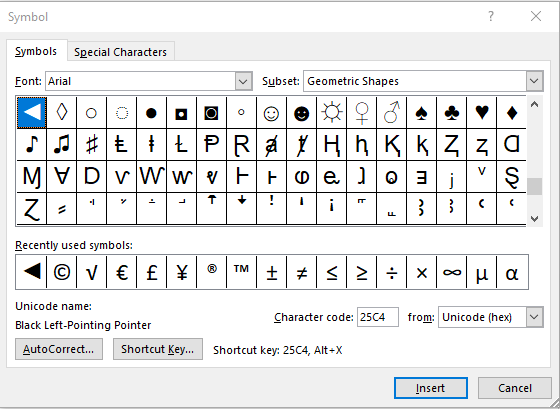 Symbol
Symbols Special Characters
Font: Arial Subset: Geometric Shapes
◄ ◊ ○ ◌ ● ◘ ◙ ◦ ☺ ☻ ☼ ♀ ♂ ♠ ♣ ♥ ♦
♪ ♫ ♯ Ⱡ ⱡ Ɫ Ᵽ Ɽ ⱥ ⱦ Ⱨ ⱨ Ⱪ ⱪ Ⱬ ⱬ Ɑ
Ɱ Ɐ ⱱ Ⱳ ⱳ ⱴ Ⱶ ⱶ ⱷ ⱸ ⱺ ⱻ ⱼ ⱽ Ȿ
Ɀ
Recently used symbols:
◄ © √ € £ ¥ ® ™ ± ≠ ≤ ≥ ÷ × ∞ µ α
Unicode name:
Black Left-Pointing Pointer
Character code: 25C4 from: Unicode (hex)
AutoCorrect... Shortcut Key... Shortcut key: 25C4, Alt+X
Insert Cancel